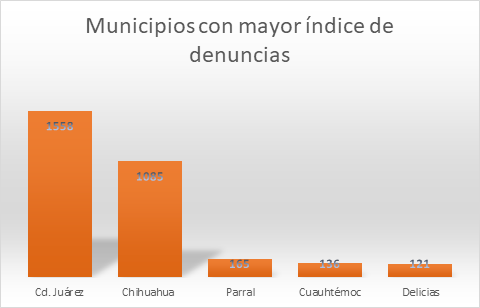 Municipios con mayor índice de
denuncias
1558
1085
165
136
121
Cd. Juárez Chihuahua Parral Cuauhtémoc Delicias